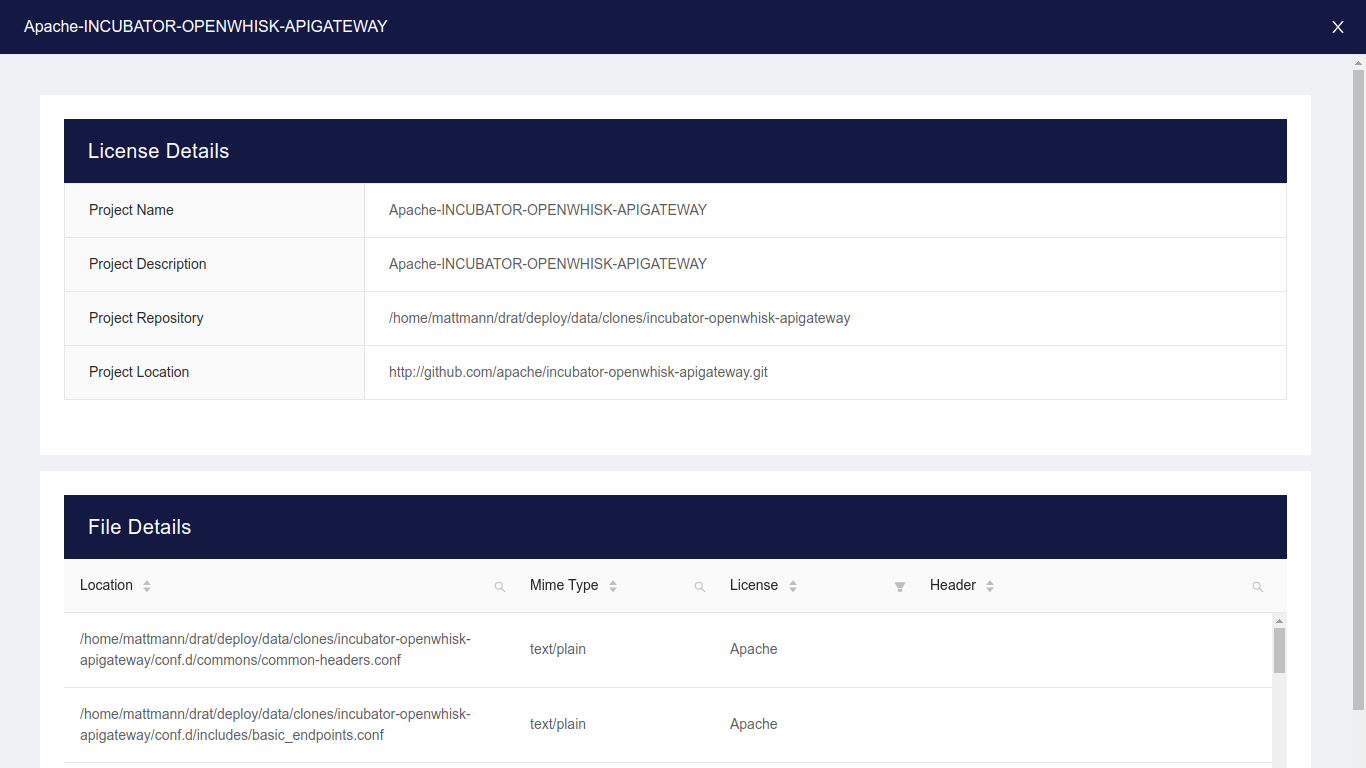 Apache-INCUBATOR-OPENWHISK-APIGATEWAY X
License Details
Project Name Apache-INCUBATOR-OPENWHISK-APIGATEWAY
Project Description Apache-INCUBATOR-OPENWHISK-APIGATEWAY
Project Repository /home/mattmann/drat/deploy/data/clones/incubator-openwhisk-apigateway
Project Location http://github.com/apache/incubator-openwhisk-apigateway.git
File Details
Location Mime Type License Header
/home/mattmann/drat/deploy/data/clones/incubator-openwhisk-
apigateway/conf.d/commons/common-headers.conf text/plain Apache
/home/mattmann/drat/deploy/data/clones/incubator-openwhisk-
apigateway/conf.d/includes/basic_endpoints.conf text/plain Apache